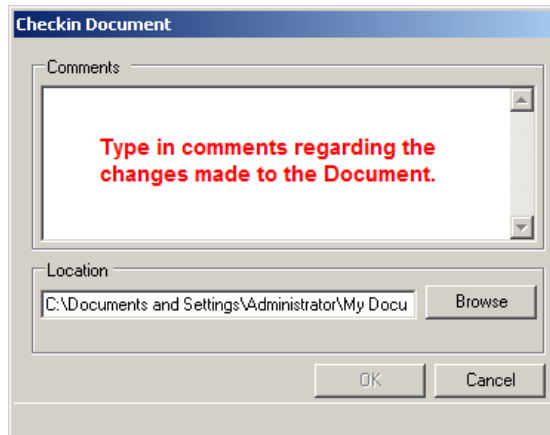 Checkin Document
Comments
Type in comments regarding the
changes made to the Document.
Location
C:\Documents and Settings\Administrator\My Docu
Browse
OK
Cancel